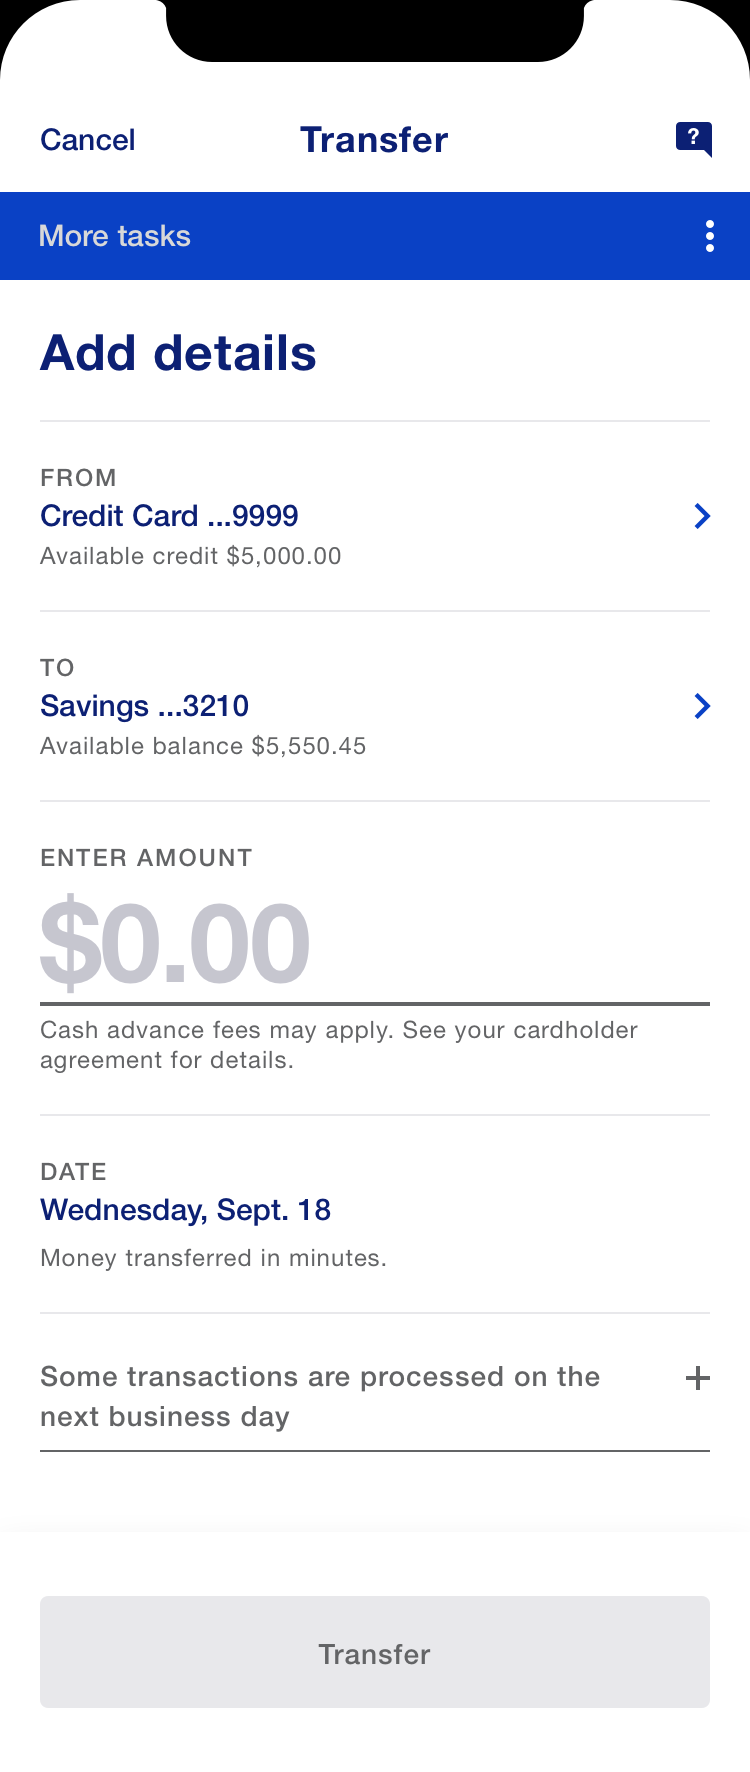 Cancel
Transfer
?
More tasks
Add details
FROM
Credit Card ...9999
Available credit $5,000.00
TO
Savings ...3210
Available balance $5,550.45
ENTER AMOUNT
$0.00
Cash advance fees may apply. See your cardholder
agreement for details.
DATE
Wednesday, Sept. 18
Money transferred in minutes.
Some transactions are processed on the
next business day
Transfer